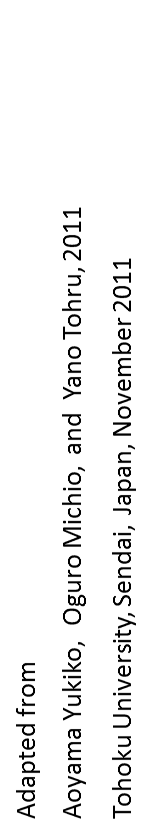 Adapted from
Aoyama Yukiko, Oguro Michio, and Yano Tohru, 2011
Tohoku University, Sendai, Japan, November 2011